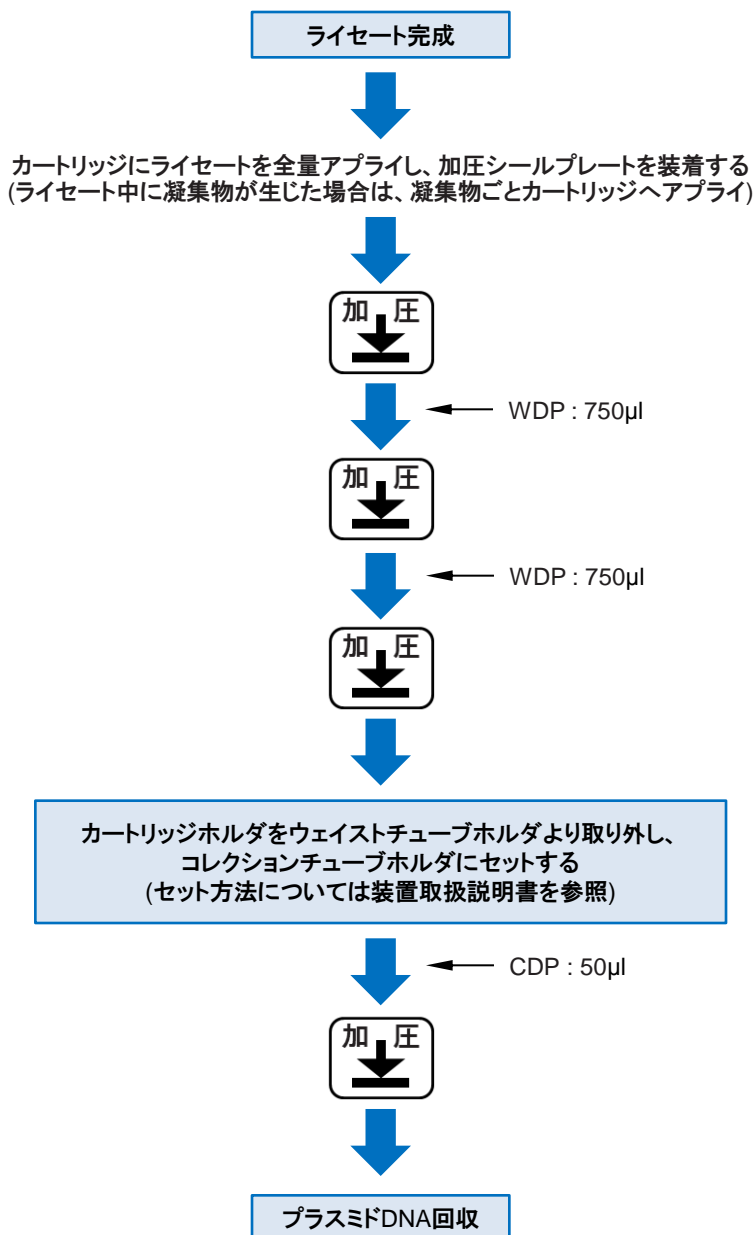 ライセート完成
カートリッジにライセートを全量アプライし、加圧シールプレートを装着する
(ライセート中に凝集物が生じた場合は、凝集物ごとカートリッジへアプライ)
加 圧
WDP : 750µl
加 圧
WDP : 750µl
加 圧
カートリッジホルダをウェイストチューブホルダより取り外し、
コレクションチューブホルダにセットする
(セット方法については装置取扱説明書を参照)
CDP : 50µl
加 圧
プラスミドDNA回収